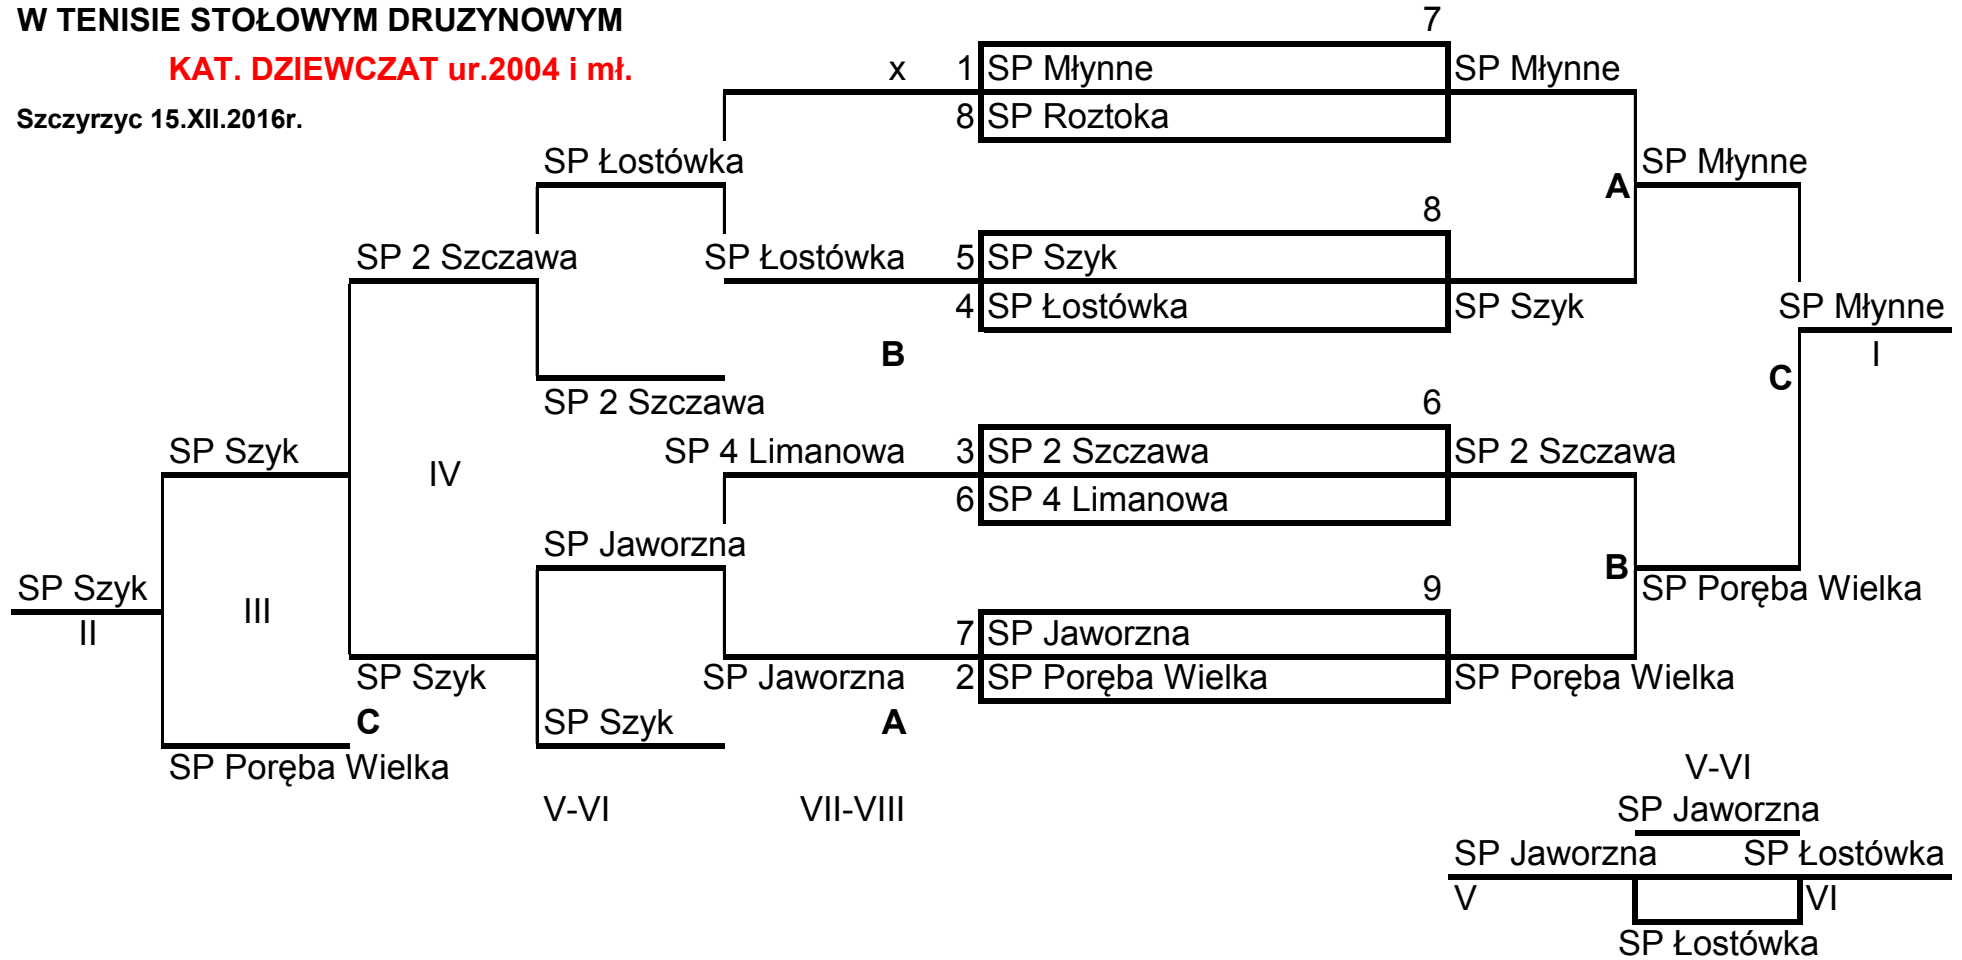 W TENISIE STOŁOWYM DRUZYNOWYM 7
KAT. DZIEWCZAT ur.2004 i mł. x 1 SP Młynne SP Młynne
Szczyrzyc 15.XII.2016r. 8 SP Roztoka
SP Łostówka SP Młynne
A
8
SP 2 Szczawa SP Łostówka 5 SP Szyk
4 SP Łostówka SP Szyk SP Młynne
B I
C
SP 2 Szczawa 6
SP Szyk SP 4 Limanowa 3 SP 2 Szczawa SP 2 Szczawa
IV
6 SP 4 Limanowa
SP Jaworzna
B
SP Szyk 9 SP Poręba Wielka
III
II 7 SP Jaworzna
SP Szyk SP Jaworzna 2 SP Poręba Wielka SP Poręba Wielka
C SP Szyk A
SP Poręba Wielka V-VI
V-VI VII-VIII SP Jaworzna
SP Jaworzna SP Łostówka
V VI
SP Łostówka